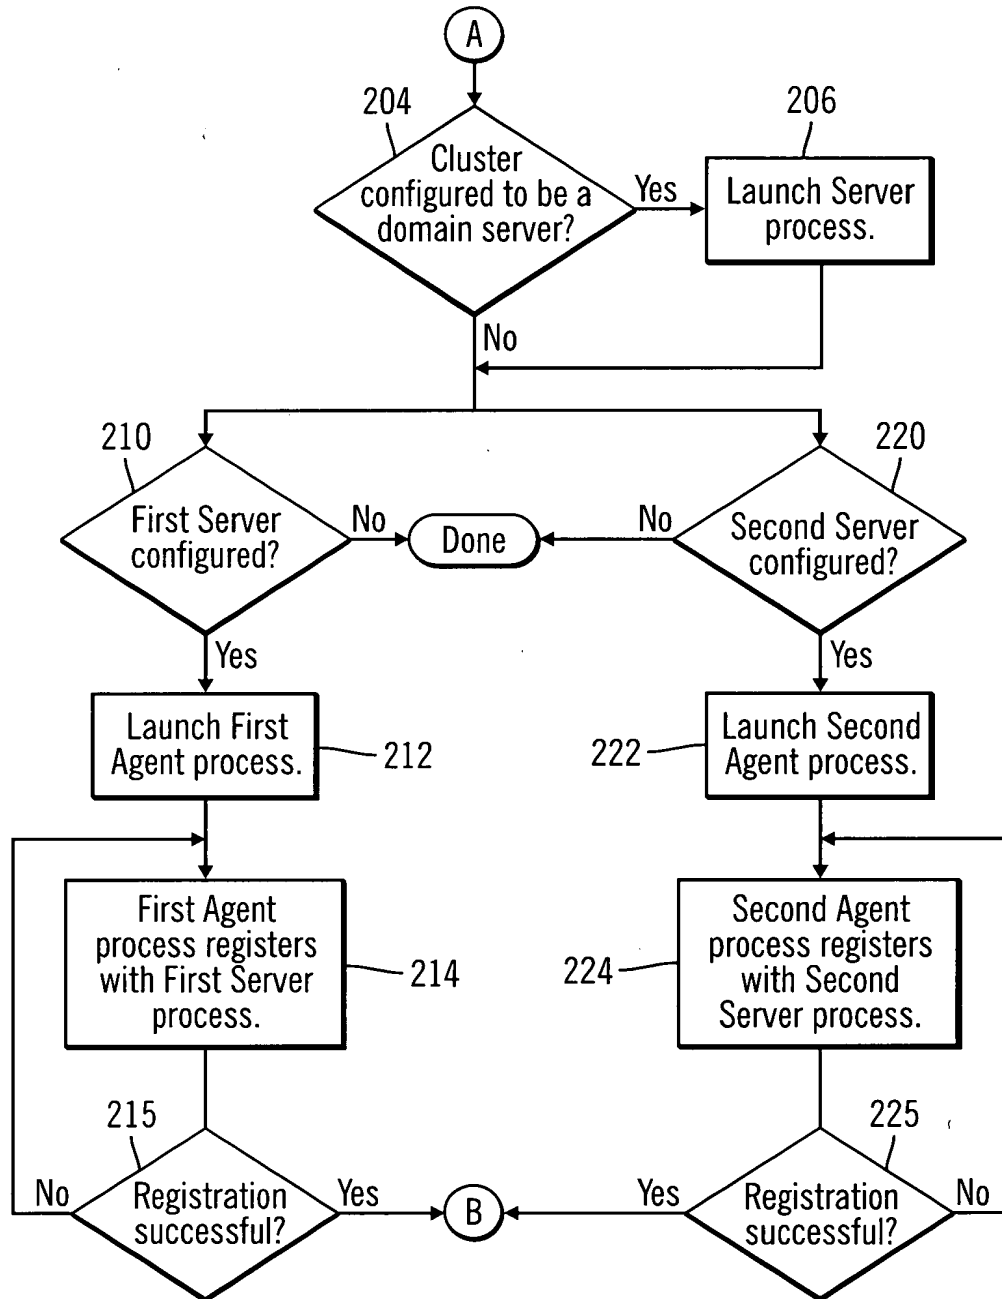 A
204
206
Cluster
configured to be a
domain server?
Yes
Launch Server
process.
No
210
220
First Server
configured?
No
Done
No
Second Server
configured?
Yes
Yes
Launch First
Agent process.
212
222
Launch Second
Agent process.
First Agent
process registers
with First Server
process.
214
224
Second Agent
process registers
with Second
Server process.
215
225
No
Registration
successful?
Yes
B
Yes
Registration
successful?
No